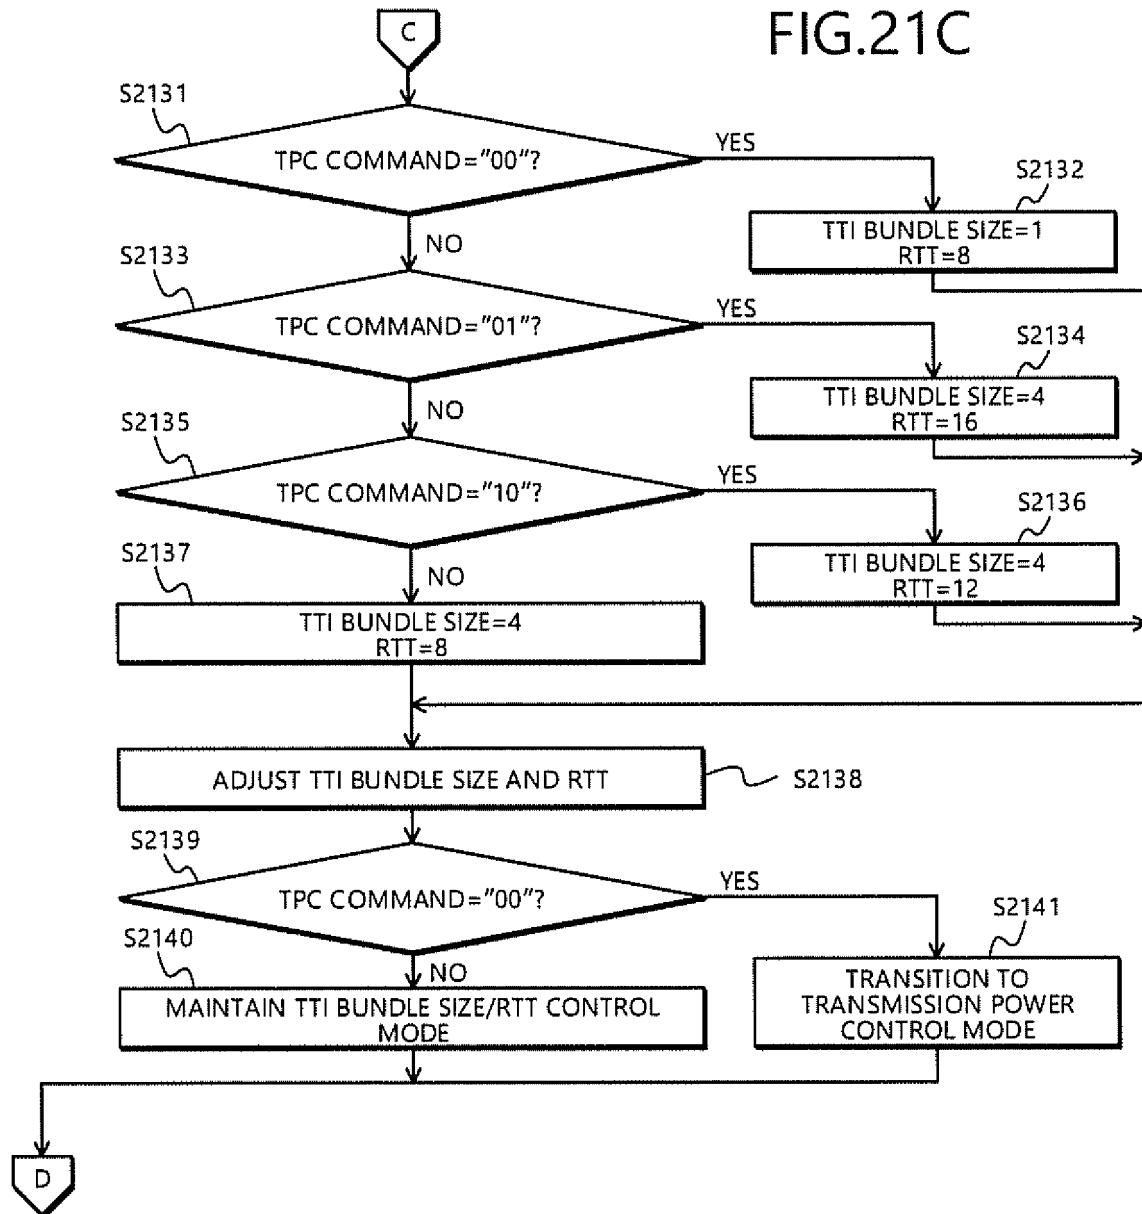 FIG.21C
C
S2131
TPC COMMAND="00"?
YES
S2132
TTI BUNDLE SIZE=1
RTT=8
NO
S2133
TPC COMMAND="01"?
YES
S2134
TTI BUNDLE SIZE=4
RTT=16
NO
S2135
TPC COMMAND="10"?
YES
S2136
TTI BUNDLE SIZE=4
RTT=12
NO
S2137
TTI BUNDLE SIZE=4
RTT=8
ADJUST TTI BUNDLE SIZE AND RTT
S2138
S2139
TPC COMMAND="00"?
YES
S2141
TRANSITION TO
TRANSMISSION POWER
CONTROL MODE
NO
S2140
MAINTAIN TTI BUNDLE SIZE/RTT CONTROL
MODE
D